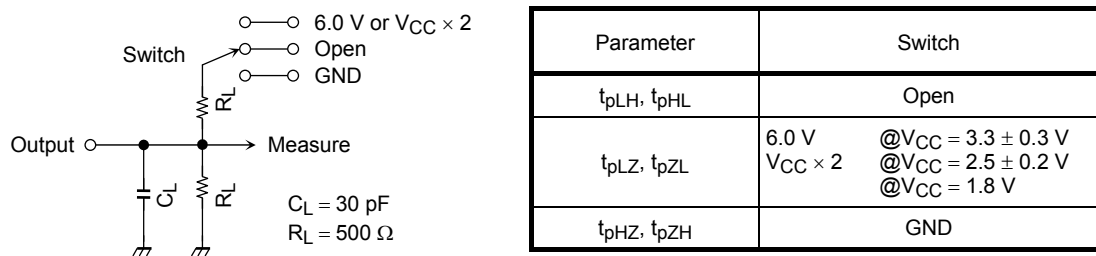 6.0 V or VCC × 2
Switch
Open
GND
RL
Output
Measure
CL
RL
CL = 30 pF
RL = 500 Ω
Parameter Switch
tpLH, tpHL Open
tpLZ, tpZL
6.0 V @VCC = 3.3 ± 0.3 V
VCC × 2 @VCC = 2.5 ± 0.2 V
@VCC = 1.8 V
tpHZ, tpZH GND